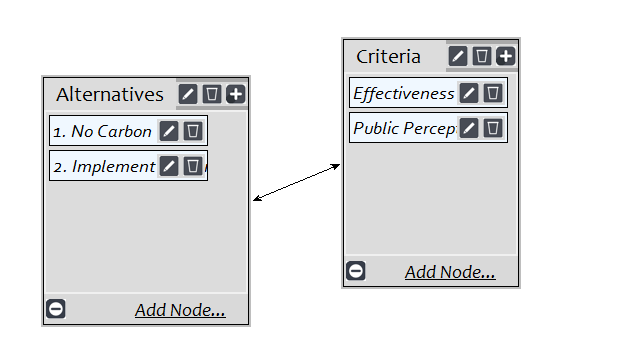 Alternatives
1. No Carbon
2. Implement
Add Node...
Criteria
Effectiveness
Public Percep
Add Node...